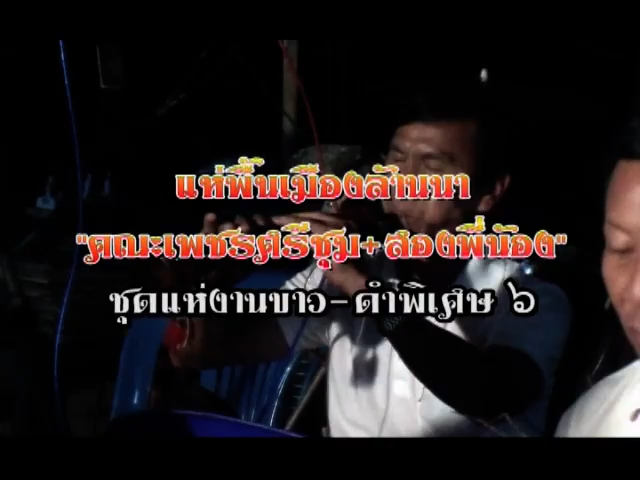 แห่พื้นเมืองล้านนา
"คณะเพชรศรีชุม+สองพี่น้อง"
ชุดแห่งานขาว-ดำพิเศษ ๖